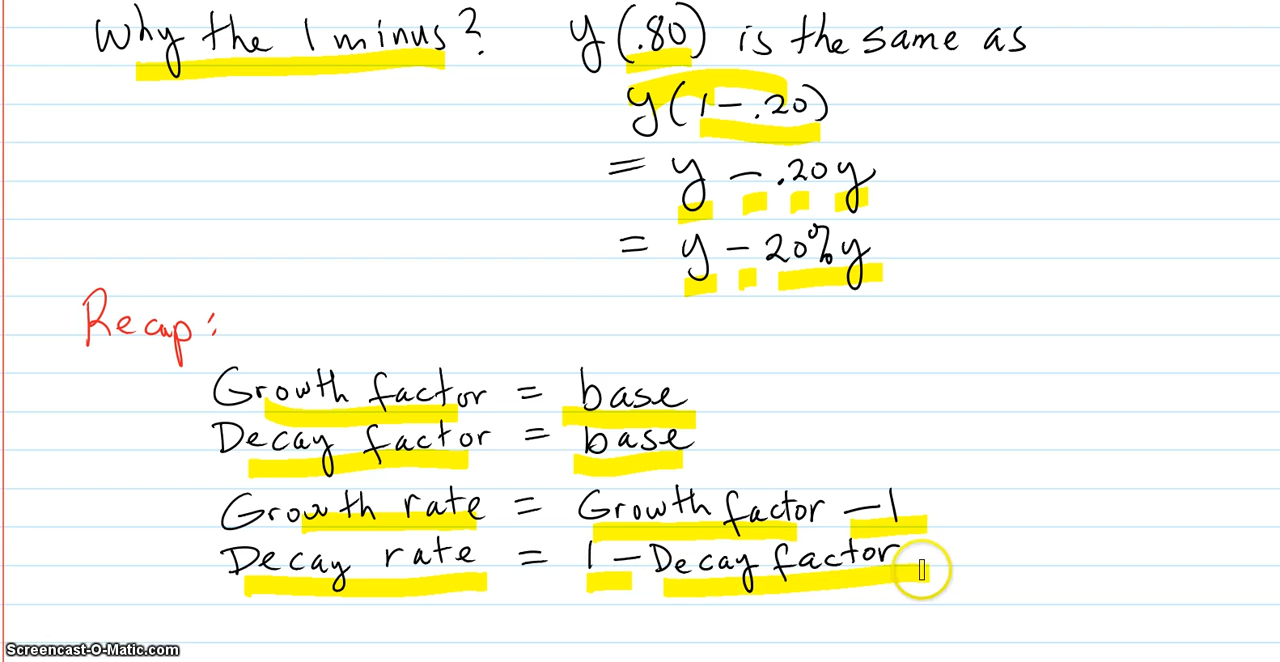 Why the 1 minus? y(.80) is the same as
y(1-.20)
= y - .20y
= y - 20%y
Recap:
Growth factor = base
Decay factor = base
Growth rate = Growth factor -1
Decay rate = 1 - Decay factor
Screencast-O-Matic.com